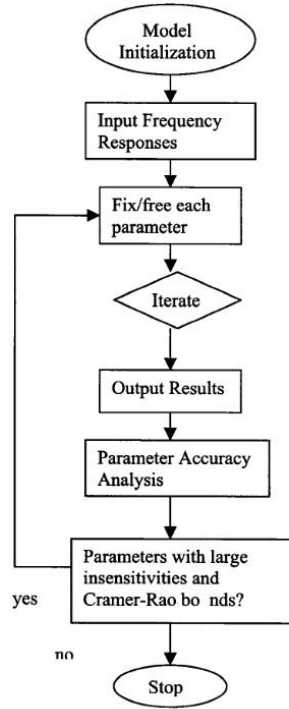 Model
Initialization
Input Frequency
Responses
Fix/free each
parameter
Iterate
Output Results
Parameter Accuracy
Analysis
Parameters with large
insensitivities and
Cramer-Rao bo nds?
yes
no
Stop